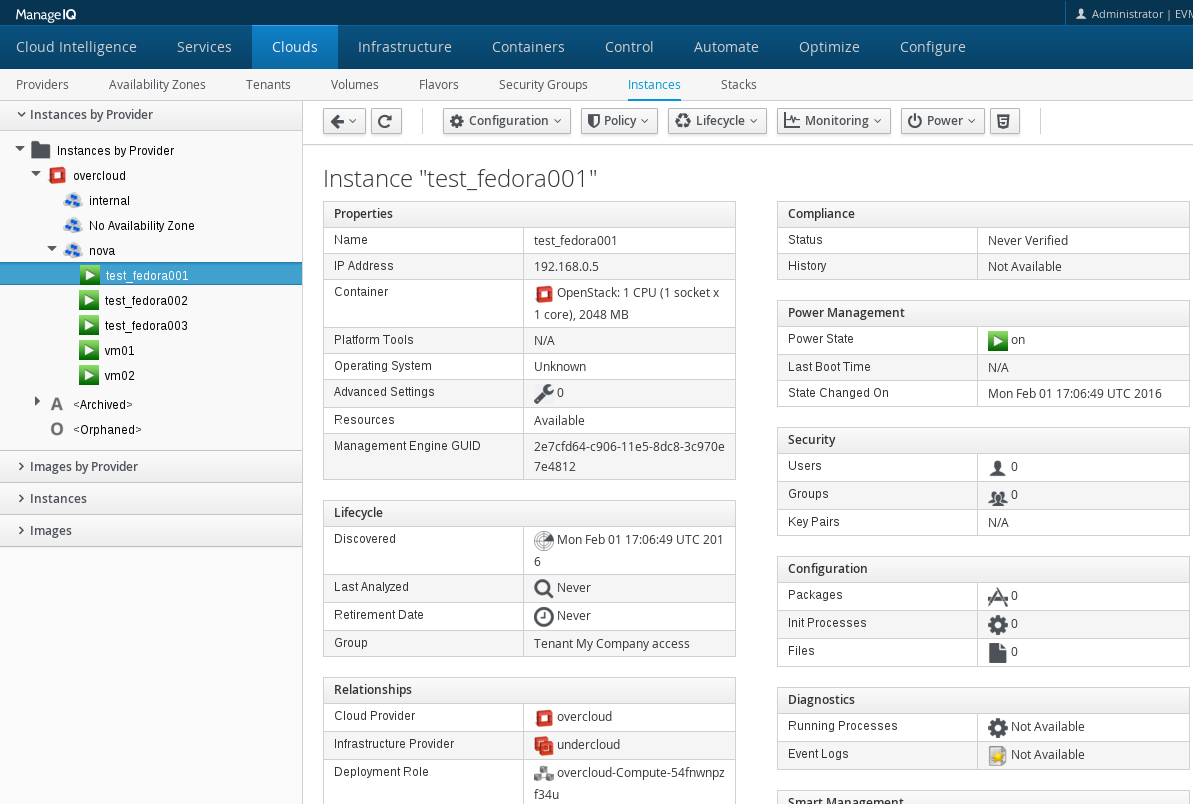 ManageIQ
Administrator | EVM
Cloud Intelligence Services Clouds Infrastructure Containers Control Automate Optimize Configure
Providers Availability Zones Tenants Volumes Flavors Security Groups Instances Stacks
Instances by Provider
Instances by Provider
overcloud
internal
No Availability Zone
nova
test_fedora001
test_fedora002
test_fedora003
vm01
vm02
A <Archived>
O <Orphaned>
Images by Provider
Instances
Images
Configuration Policy Lifecycle Monitoring Power
Instance "test_fedora001"
Properties
Name test_fedora001
IP Address 192.168.0.5
Container OpenStack: 1 CPU (1 socket x
1 core), 2048 MB
Platform Tools N/A
Operating System Unknown
Advanced Settings 0
Resources Available
Management Engine GUID 2e7cfd64-c906-11e5-8dc8-3c970e
7e4812
Lifecycle
Discovered Mon Feb 01 17:06:49 UTC 201
6
Last Analyzed Never
Retirement Date Never
Group Tenant My Company access
Relationships
Cloud Provider overcloud
Infrastructure Provider undercloud
Deployment Role overcloud-Compute-54fnwnpz
f34u
Compliance
Status Never Verified
History Not Available
Power Management
Power State on
Last Boot Time N/A
State Changed On Mon Feb 01 17:06:49 UTC 2016
Security
Users 0
Groups 0
Key Pairs N/A
Configuration
Packages 0
Init Processes 0
Files 0
Diagnostics
Running Processes Not Available
Event Logs Not Available
Smart Management